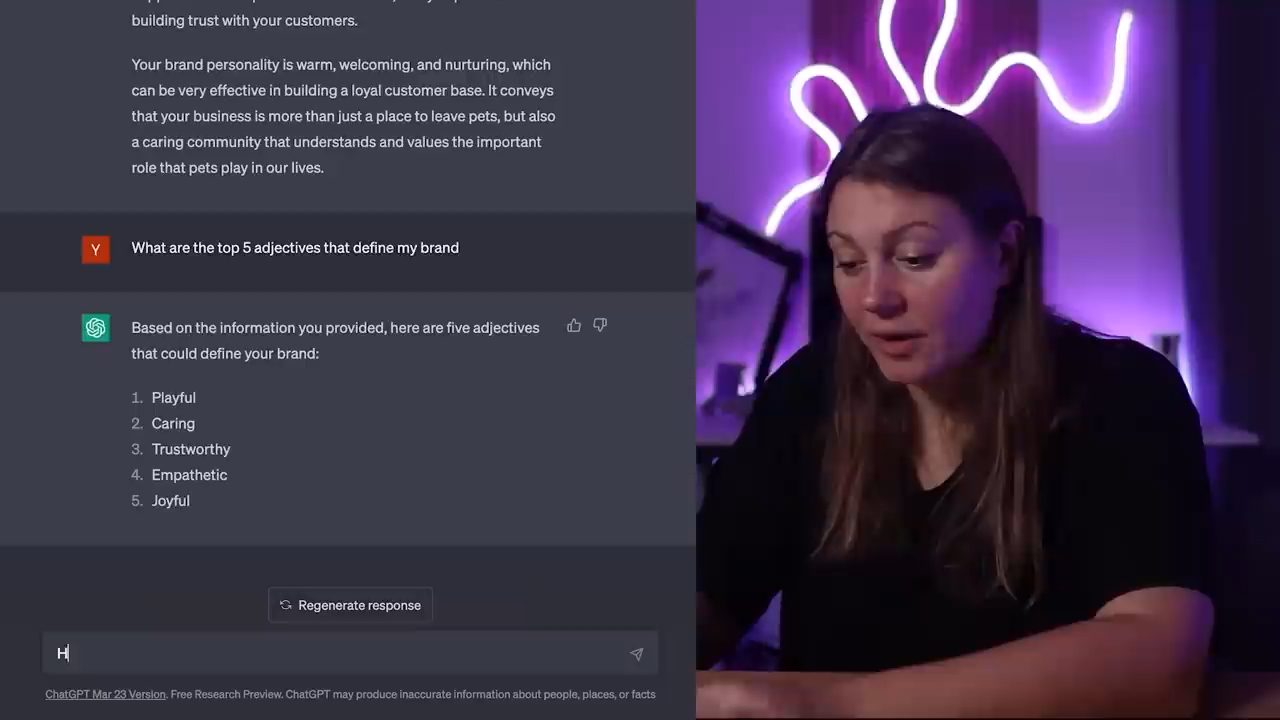 building trust with your customers.
Your brand personality is warm, welcoming, and nurturing, which
can be very effective in building a loyal customer base. It conveys
that your business is more than just a place to leave pets, but also
a caring community that understands and values the important
role that pets play in our lives.
Y
What are the top 5 adjectives that define my brand
Based on the information you provided, here are five adjectives
that could define your brand:
1. Playful
2. Caring
3. Trustworthy
4. Empathetic
5. Joyful
Regenerate response
H
ChatGPT Mar 23 Version. Free Research Preview. ChatGPT may produce inaccurate information about people, places, or facts